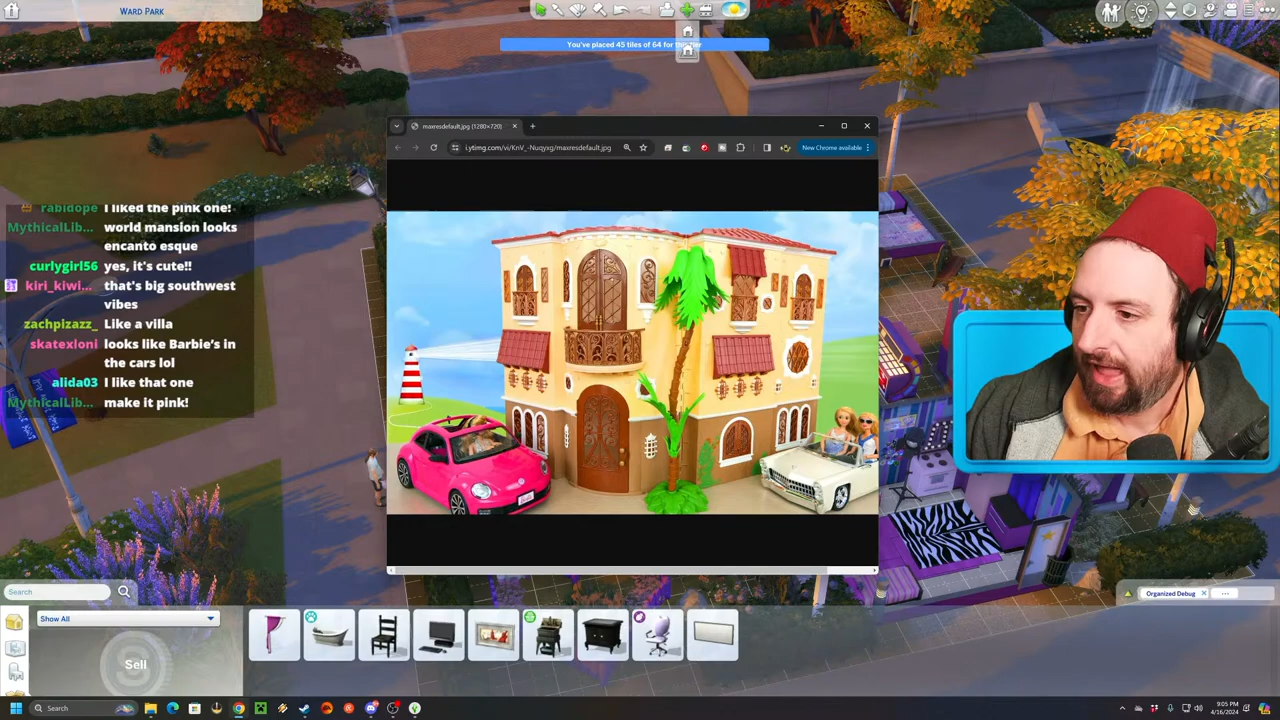 WARD PARK
You've placed 45 tiles of 64 for
maxresdefault.jpg (1280×720)
i.ytimg.com/vi/KnV_-Nuqyxg/maxresdefault.jpg
New Chrome available
rabidope I liked the pink one!
MythicalLib... world mansion looks
encanto esque
curlygirl56 yes, it's cute!!
kiri_kiwi... that's big southwest
vibes
zachpizazz_ Like a villa
skatexloni looks like Barbie's in
the cars lol
alida03 I like that one
MythicalLib... make it pink!
Search
Show All
Sell
Organized Debug
Search
9:05 PM
4/16/2024